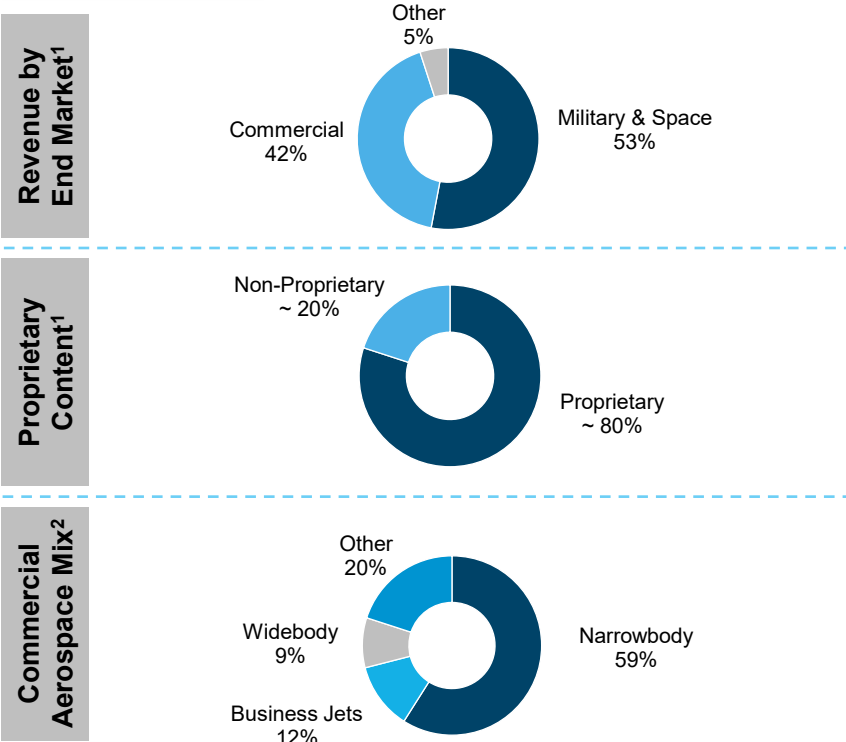 Revenue by
End Market¹
Other
5%
Commercial
42%
Military & Space
53%
Proprietary
Content¹
Non-Proprietary
~ 20%
Proprietary
~ 80%
Commercial
Aerospace Mix²
Other
20%
Widebody
9%
Narrowbody
59%
Business Jets
12%